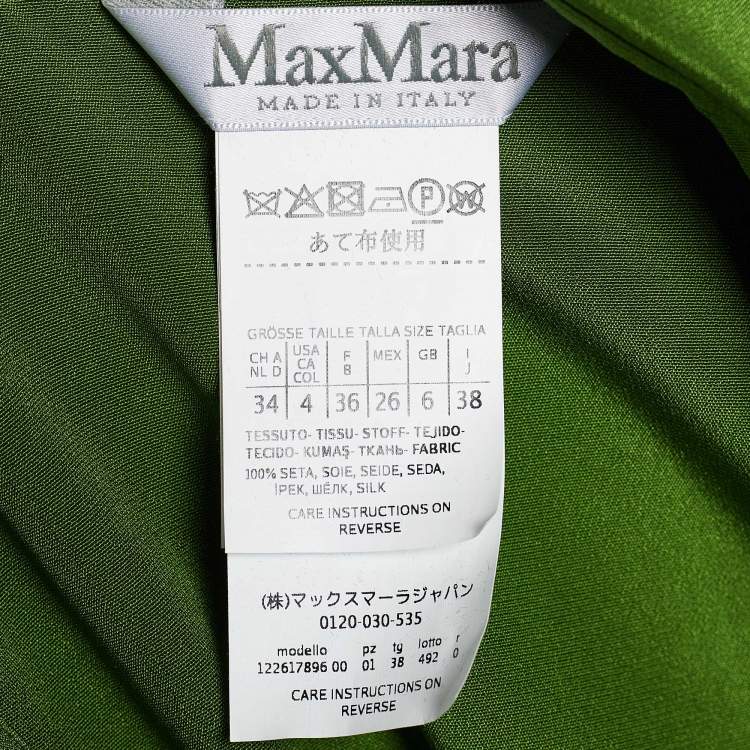 MaxMara
MADE IN ITALY
P W
あて布使用
GRÖSSE TAILLE TALLA SIZE TAGLIA
CH A NL D USA CA COL F B MEX GB I J
34 4 36 26 6 38
TESSUTO- TISSU- STOFF- TEJIDO-
TECIDO- KUMAŞ- ТКАНЬ- FABRIC
100% SETA, SOIE, SEIDE, SEDA,
İPEK, ШЁЛК, SILK
CARE INSTRUCTIONS ON
REVERSE
(株)マックスマーラジャパン
0120-030-535
modello pz ty lotto r
122617896 00 01 38 492 0
CARE INSTRUCTIONS ON
REVERSE